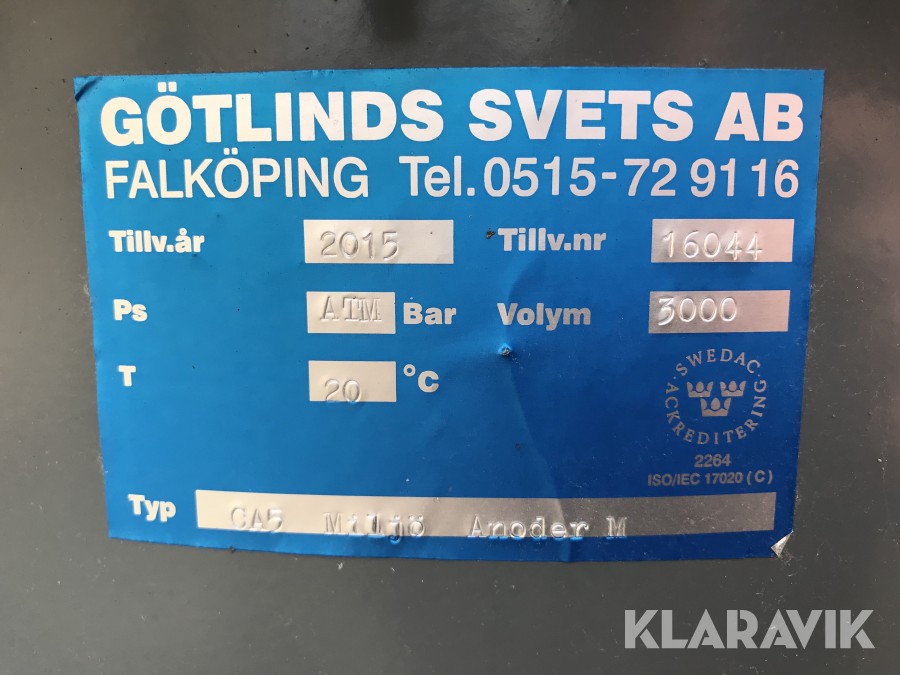 GÖTLINDS SVETS AB
FALKÖPING Tel. 0515-72 91 16
Tillv.år 2015 Tillv.nr 16044
Ps ATM Bar Volym 3000
T 20 °C
SWEDAC
ACKREDITERING
2264
ISO/IEC 17020 (C)
Typ CA5 Miljö Anoder M
KLARAVIK